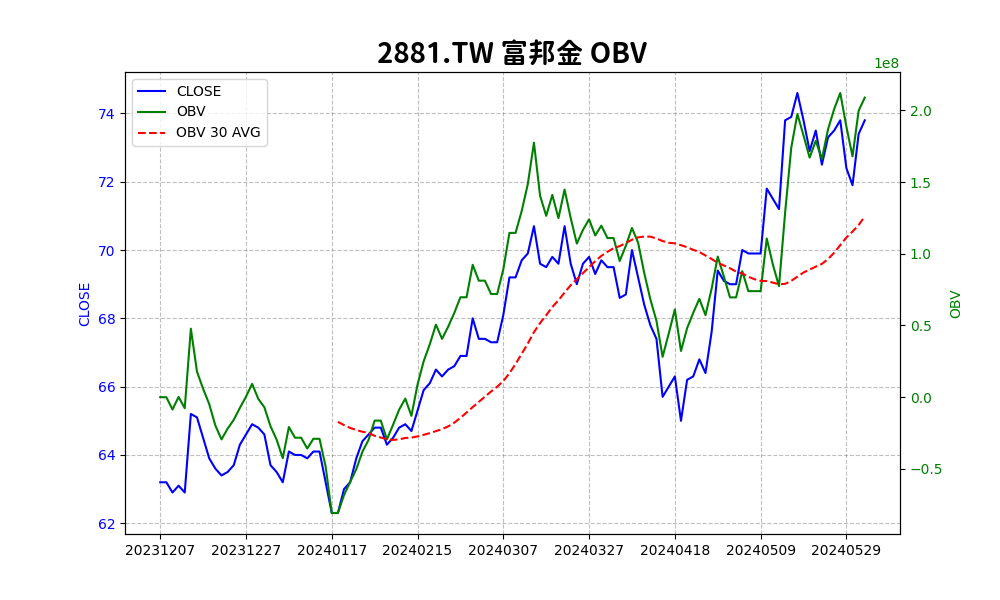 2881.TW 富邦金 OBV
1e8
CLOSE
OBV
OBV 30 AVG
74
72
70
68
66
64
62
CLOSE
2.0
1.5
1.0
0.5
0.0
−0.5
OBV
20231207 20231227 20240117 20240215 20240307 20240327 20240418 20240509 20240529